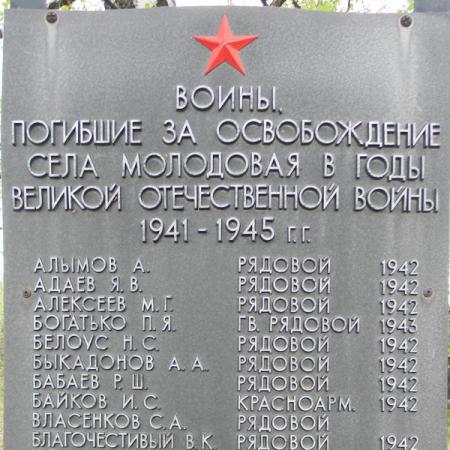 ВОИНЫ,
ПОГИБШИЕ ЗА ОСВОБОЖДЕНИЕ
СЕЛА МОЛОДОВАЯ В ГОДЫ
ВЕЛИКОЙ ОТЕЧЕСТВЕННОЙ ВОЙНЫ
1941-1945 г.г.
АЛЫМОВ А. РЯДОВОЙ 1942
АДАЕВ Я.В. РЯДОВОЙ 1942
АЛЕКСЕЕВ М.Г. РЯДОВОЙ 1942
БОГАТЬКО П.Я. ГВ. РЯДОВОЙ 1943
БЕЛОУС Н.С. РЯДОВОЙ 1942
БЫКАДОНОВ А.А. РЯДОВОЙ 1942
БАБАЕВ Р.Ш. РЯДОВОЙ 1942
БАЙКОВ И.С. КРАСНОАРМ. 1942
ВЛАСЕНКОВ С.А. РЯДОВОЙ
БЛАГОЧЕСТИВЫЙ В.К. РЯДОВОЙ 1942